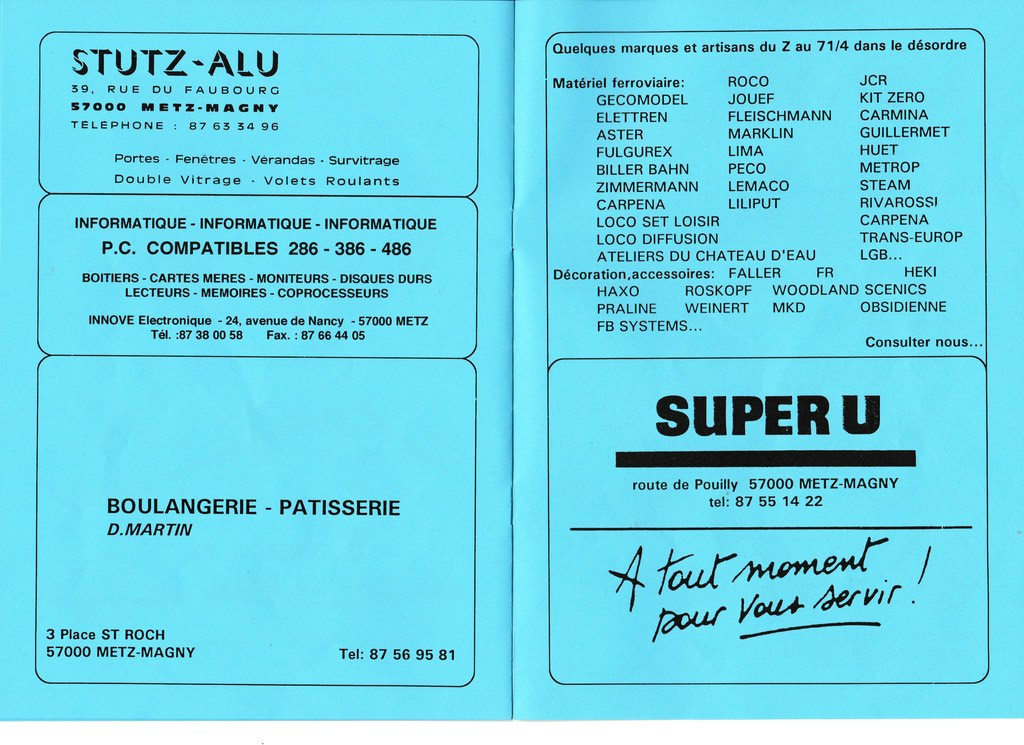 STUTZ-ALU
39, RUE DU FAUBOURG
57000 METZ-MAGNY
TÉLÉPHONE : 87 63 34 96
Portes - Fenêtres - Vérandas - Survitrage
Double Vitrage - Volets Roulants
INFORMATIQUE - INFORMATIQUE - INFORMATIQUE
P.C. COMPATIBLES 286 - 386 - 486
BOITIERS - CARTES MERES - MONITEURS - DISQUES DURS
LECTEURS - MEMOIRES - COPROCESSEURS
INNOVE Electronique - 24, avenue de Nancy - 57000 METZ
Tél. :87 38 00 58 Fax. : 87 66 44 05
BOULANGERIE - PATISSERIE
D.MARTIN
3 Place ST ROCH
57000 METZ-MAGNY Tel: 87 56 95 81
Quelques marques et artisans du Z au 71/4 dans le désordre
Matériel ferroviaire: ROCO JCR
GECOMODEL JOUEF KIT ZERO
ELETTREN FLEISCHMANN CARMINA
ASTER MARKLIN GUILLERMET
FULGUREX LIMA HUET
BILLER BAHN PECO METROP
ZIMMERMANN LEMACO STEAM
CARPENA LILIPUT RIVAROSSI
LOCO SET LOISIR CARPENA
LOCO DIFFUSION TRANS-EUROP
ATELIERS DU CHATEAU D'EAU LGB...
Décoration,accessoires: FALLER FR HEKI
HAXO ROSKOPF WOODLAND SCENICS
PRALINE WEINERT MKD OBSIDIENNE
FB SYSTEMS...
Consulter nous...
SUPER U
route de Pouilly 57000 METZ-MAGNY
tel: 87 55 14 22
A tout moment
pour vous servir !